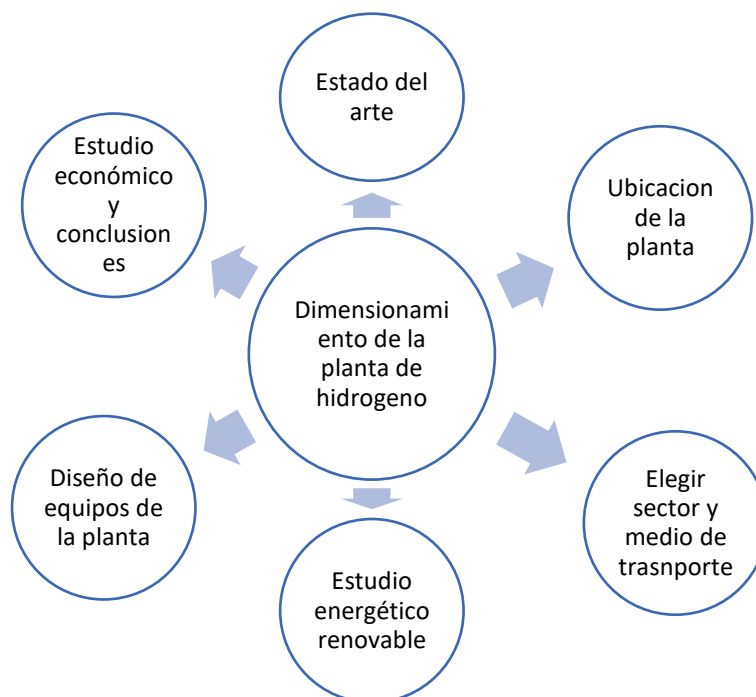 Estado del
arte
Ubicacion
de la
planta
Elegir
sector y
medio de
trasnporte
Estudio
energético
renovable
Diseño de
equipos de
la planta
Estudio
económico
y
conclusion
es
Dimensionami
ento de la
planta de
hidrogeno